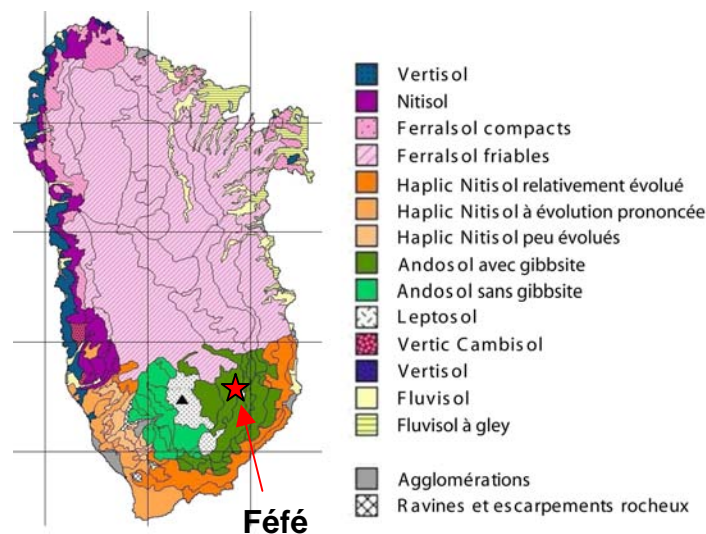 Vertisol
Nitisol
Ferralsol compacts
Ferralsol friables
Haplic Nitisol relativement évolué
Haplic Nitisol à évolution prononcée
Haplic Nitisol peu évolués
Andosol avec gibbsite
Andosol sans gibbsite
Leptosol
Vertic Cambisol
Vertisol
Fluvisol
Fluvisol à gley
Agglomérations
Ravines et escarpements rocheux
Féfé